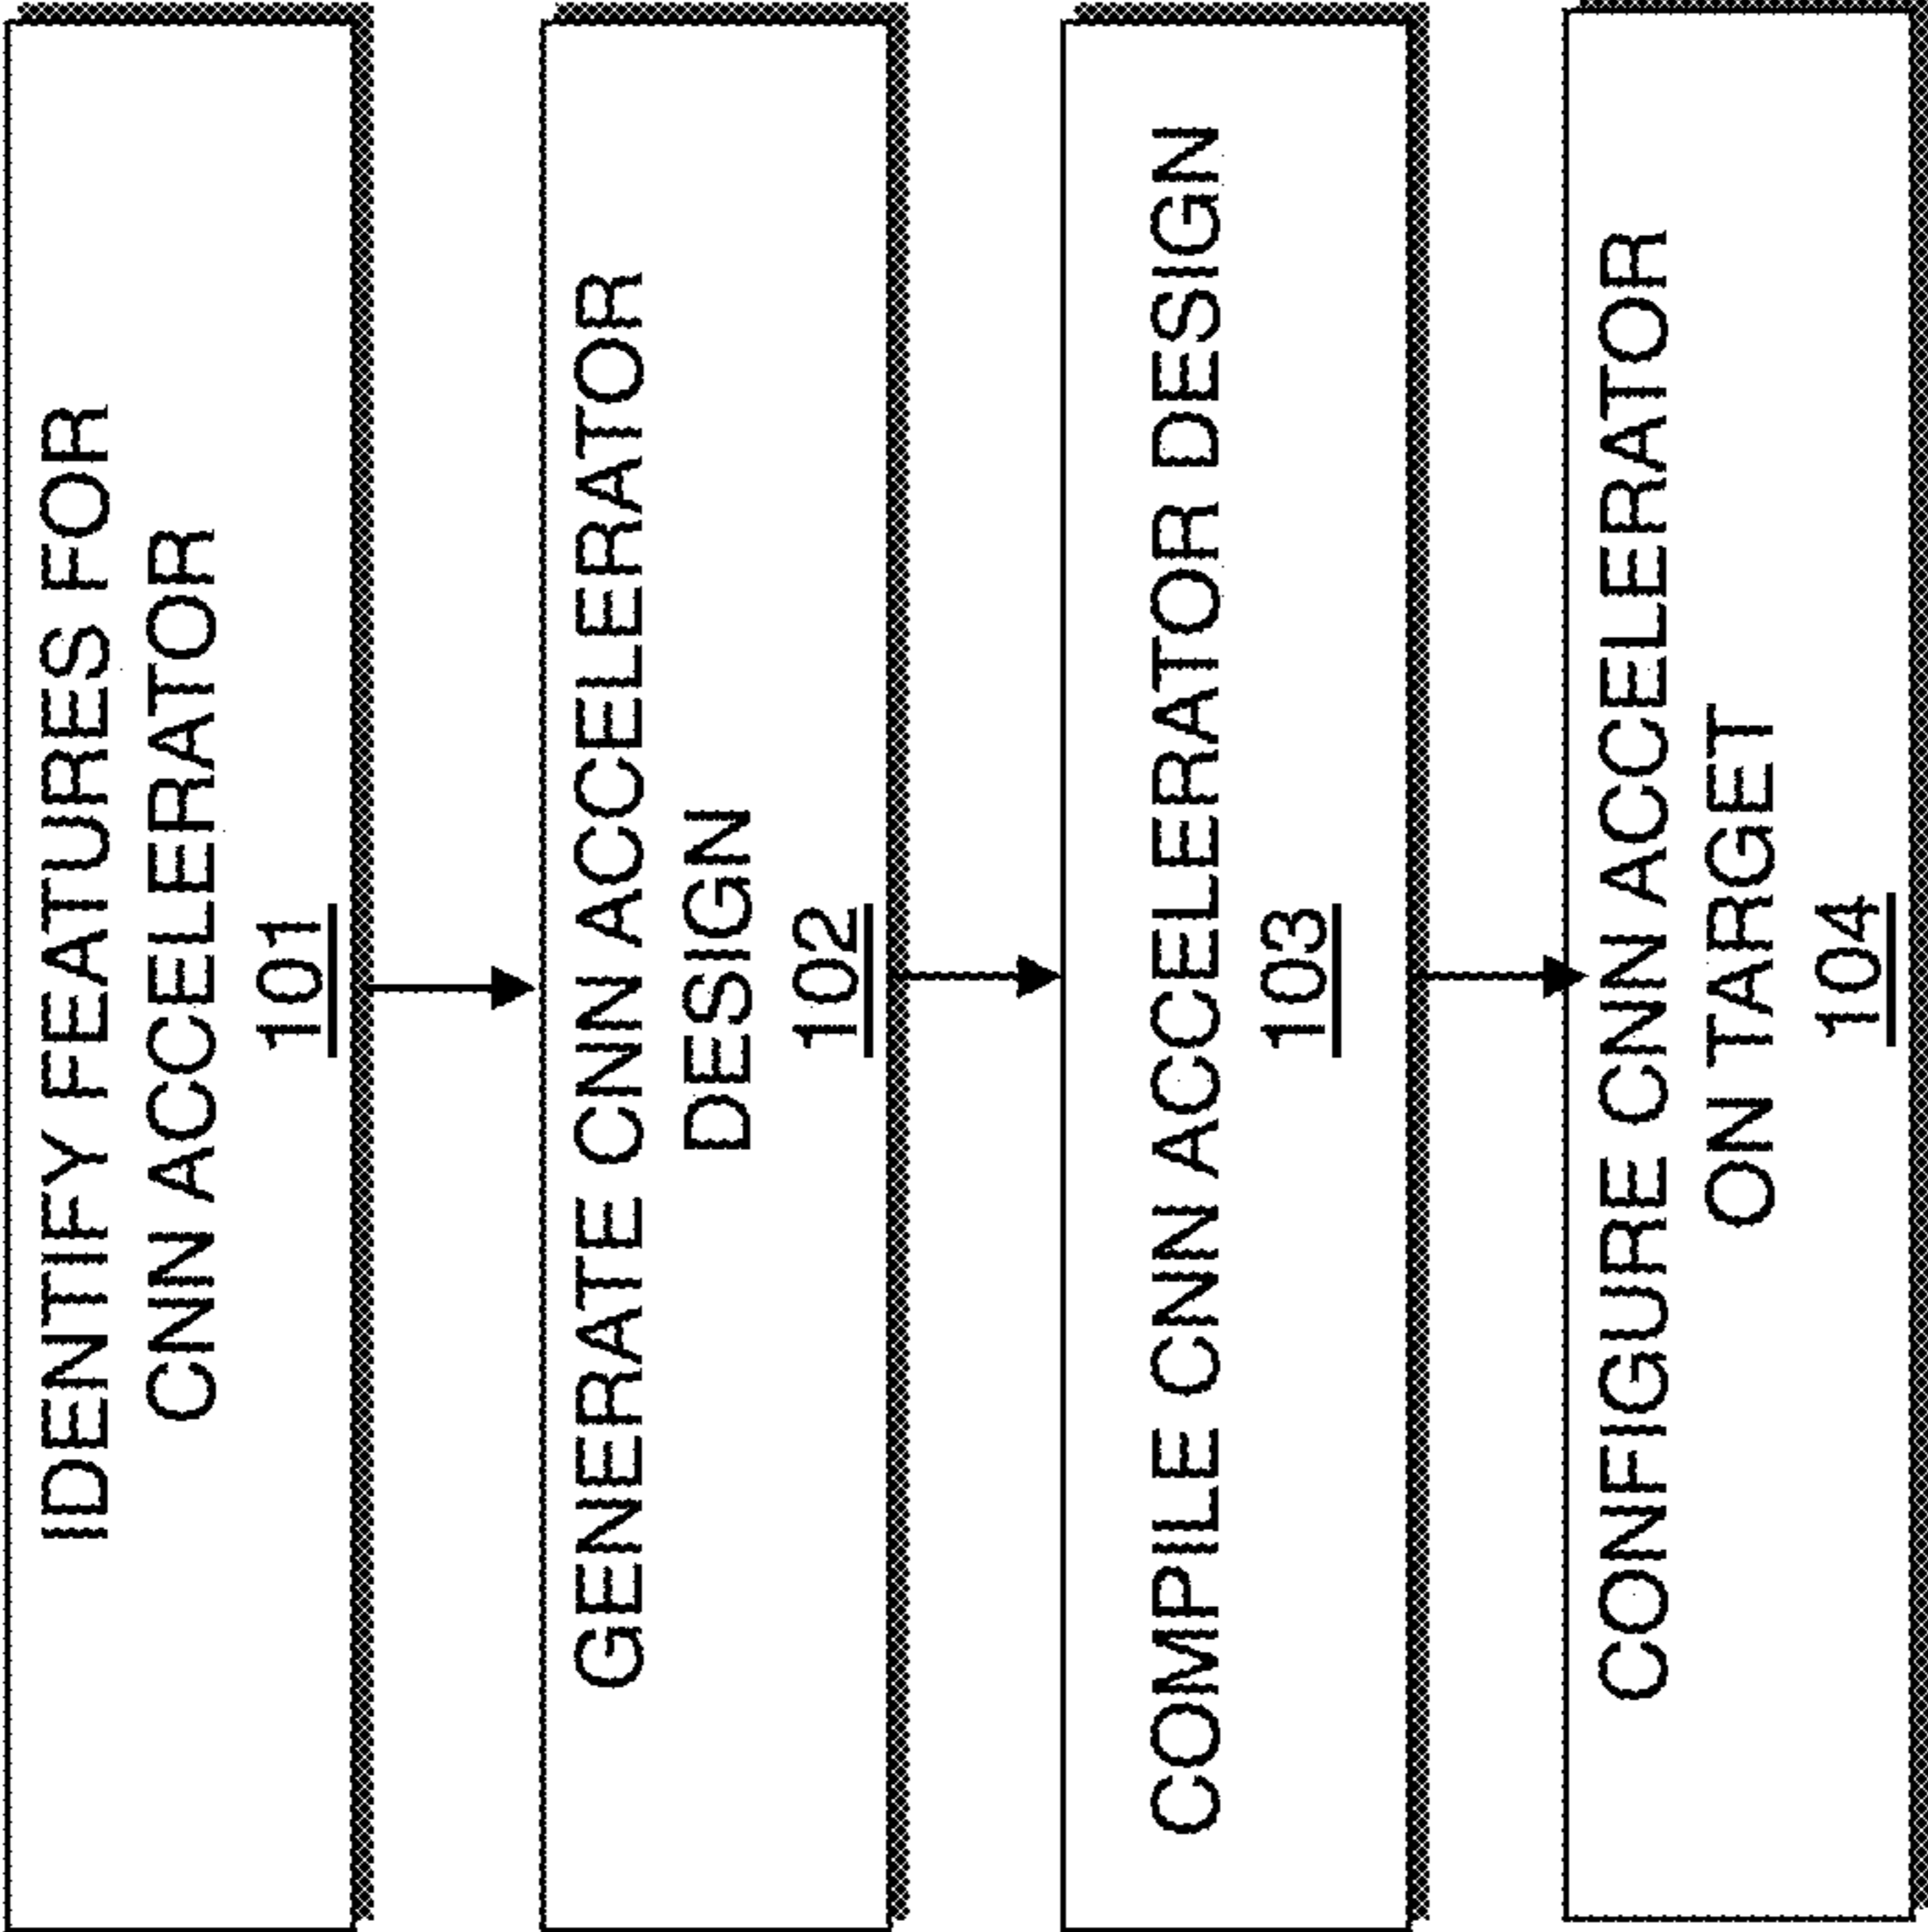 IDENTIFY FEATURES FOR
CNN ACCELERATOR
101
GENERATE CNN ACCELERATOR
DESIGN
102
COMPILE CNN ACCELERATOR DESIGN
103
CONFIGURE CNN ACCELERATOR
ON TARGET
104